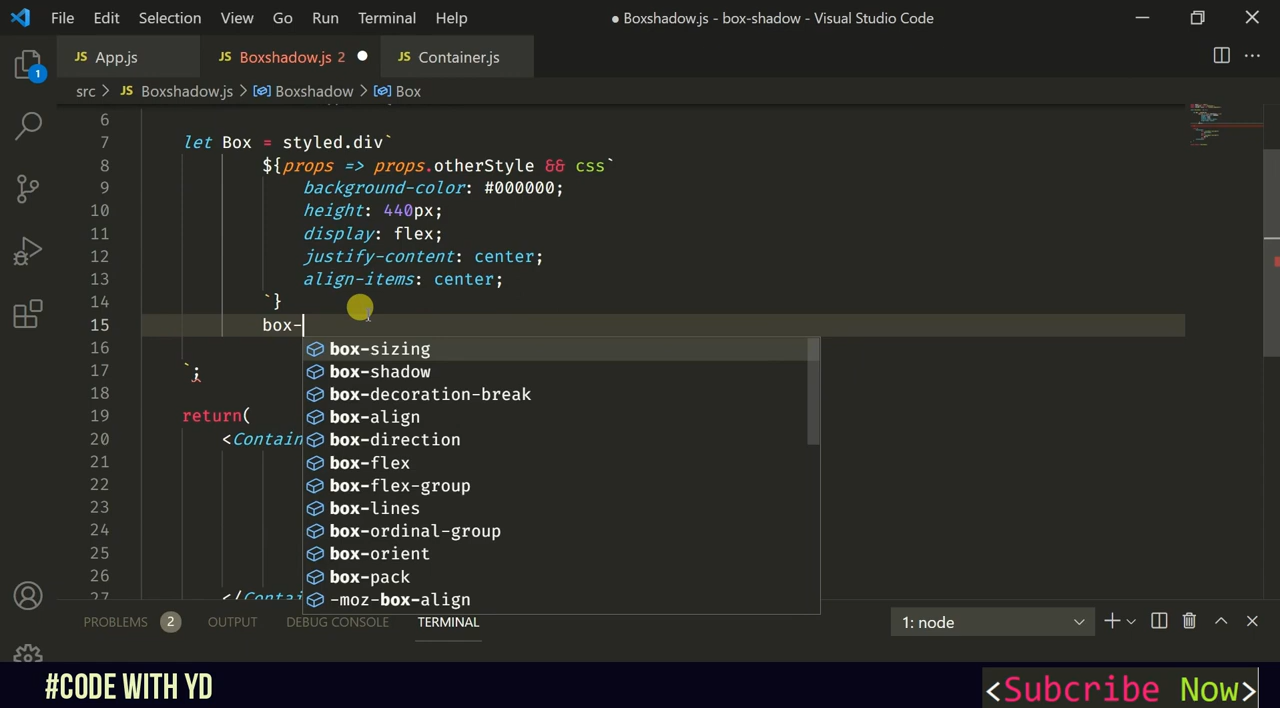 File Edit Selection View Go Run Terminal Help
● Boxshadow.js - box-shadow - Visual Studio Code
1
JS App.js
JS Boxshadow.js 2 ●
JS Container.js
src > JS Boxshadow.js > Boxshadow > Box
6
7 let Box = styled.div`
8 ${props => props.otherStyle && css`
9 background-color: #000000;
10 height: 440px;
11 display: flex;
12 justify-content: center;
13 align-items: center;
14 `}
15 box-
16
17 `;
18
19 return(
20 <Contain
21
22
23
24
25
26
27 </Conta
box-sizing
box-shadow
box-decoration-break
box-align
box-direction
box-flex
box-flex-group
box-lines
box-ordinal-group
box-orient
box-pack
-moz-box-align
PROBLEMS 2 OUTPUT DEBUG CONSOLE TERMINAL
1: node
#CODE WITH YD
<Subcribe Now>